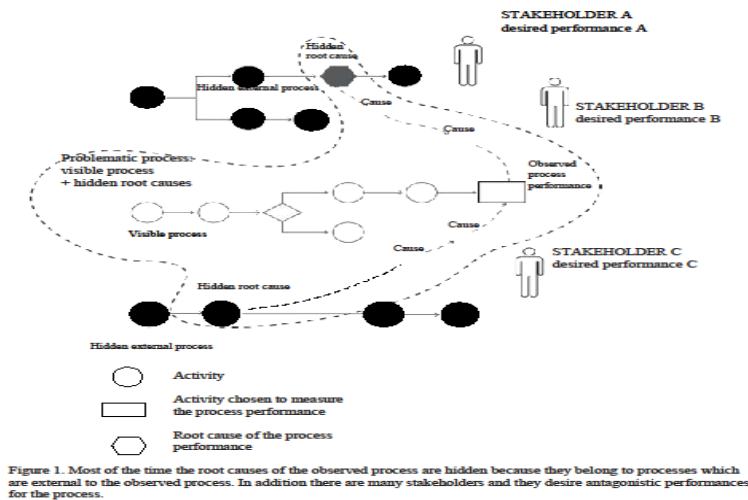 STAKEHOLDER A
desired performance A
Hidden
root cause
Hidden external process
Cause
STAKEHOLDER B
desired performance B
Cause
Problematic process:
visible process
+ hidden root causes
Observed
process
performance
Visible process
Cause
Cause
STAKEHOLDER C
desired performance C
Hidden root cause
Hidden external process
Activity
Activity chosen to measure
the process performance
Root cause of the process
performance
Figure 1. Most of the time the root causes of the observed process are hidden because they belong to processes which
are external to the observed process. In addition there are many stakeholders and they desire antagonistic performances
for the process.